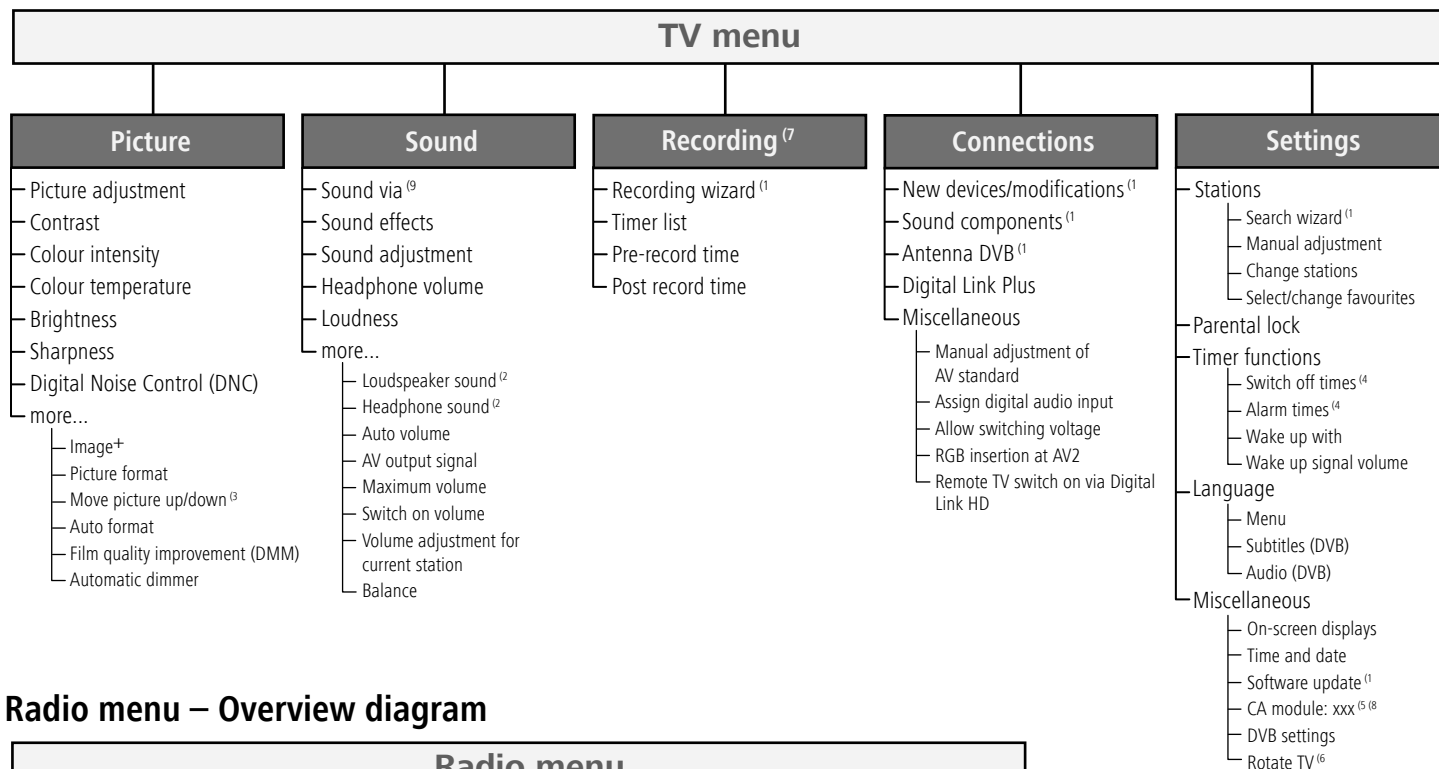 TV menu
Picture
Picture adjustment
Contrast
Colour intensity
Colour temperature
Brightness
Sharpness
Digital Noise Control (DNC)
more...
Image+
Picture format
Move picture up/down (3
Auto format
Film quality improvement (DMM)
Automatic dimmer
Sound
Sound via (9
Sound effects
Sound adjustment
Headphone volume
Loudness
more...
Loudspeaker sound (2
Headphone sound (2
Auto volume
AV output signal
Maximum volume
Switch on volume
Volume adjustment for
current station
Balance
Recording (7
Recording wizard (1
Timer list
Pre-record time
Post record time
Connections
New devices/modifications (1
Sound components (1
Antenna DVB (1
Digital Link Plus
Miscellaneous
Manual adjustment of
AV standard
Assign digital audio input
Allow switching voltage
RGB insertion at AV2
Remote TV switch on via Digital
Link HD
Settings
Stations
Search wizard (1
Manual adjustment
Change stations
Select/change favourites
Parental lock
Timer functions
Switch off times (4
Alarm times (4
Wake up with
Wake up signal volume
Language
Menu
Subtitles (DVB)
Audio (DVB)
Miscellaneous
On-screen displays
Time and date
Software update (1
CA module: xxx (5 (8
DVB settings
Rotate TV (6
Radio menu – Overview diagram
Radio menu